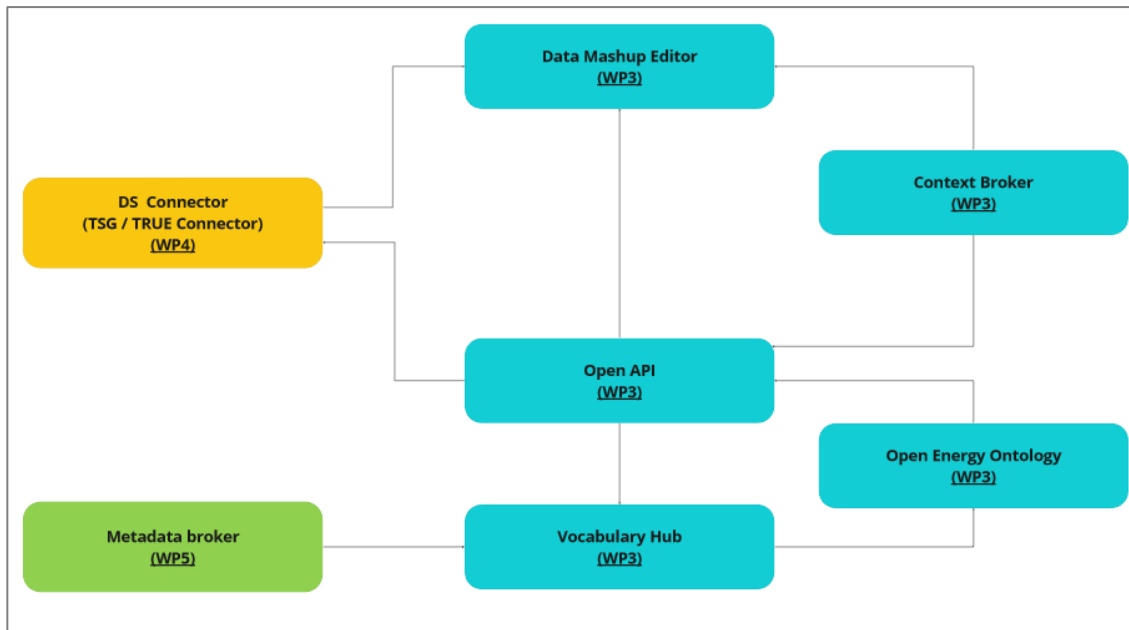 Data Mashup Editor
(WP3)
DS Connector
(TSG / TRUE Connector)
(WP4)
Context Broker
(WP3)
Open API
(WP3)
Open Energy Ontology
(WP3)
Metadata broker
(WP5)
Vocabulary Hub
(WP3)